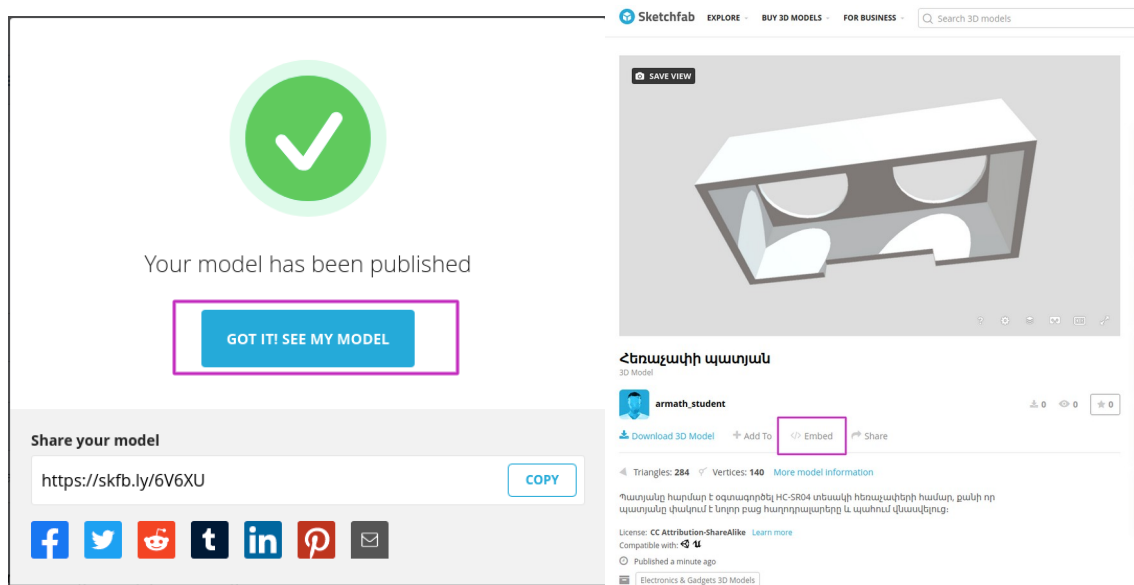 Your model has been published
GOT IT! SEE MY MODEL
Share your model
https://skfb.ly/6V6XU
COPY
Sketchfab EXPLORE BUY 3D MODELS FOR BUSINESS Search 3D models
SAVE VIEW
Հեռաչափի պատյան
3D Model
armath_student
0 0 0
Download 3D Model Add To </> Embed Share
Triangles: 284 Vertices: 140 More model information
Պատյանը հարմար է օգտագործել HC-SR04 տեսակի հեռաչափերի համար, քանի որ
պատյանը փակում է նոլոր բաց հաղորդալարերը և պահում վնասվելուց։
License: CC Attribution-ShareAlike Learn more
Compatible with:
Published a minute ago
Electronics & Gadgets 3D Models